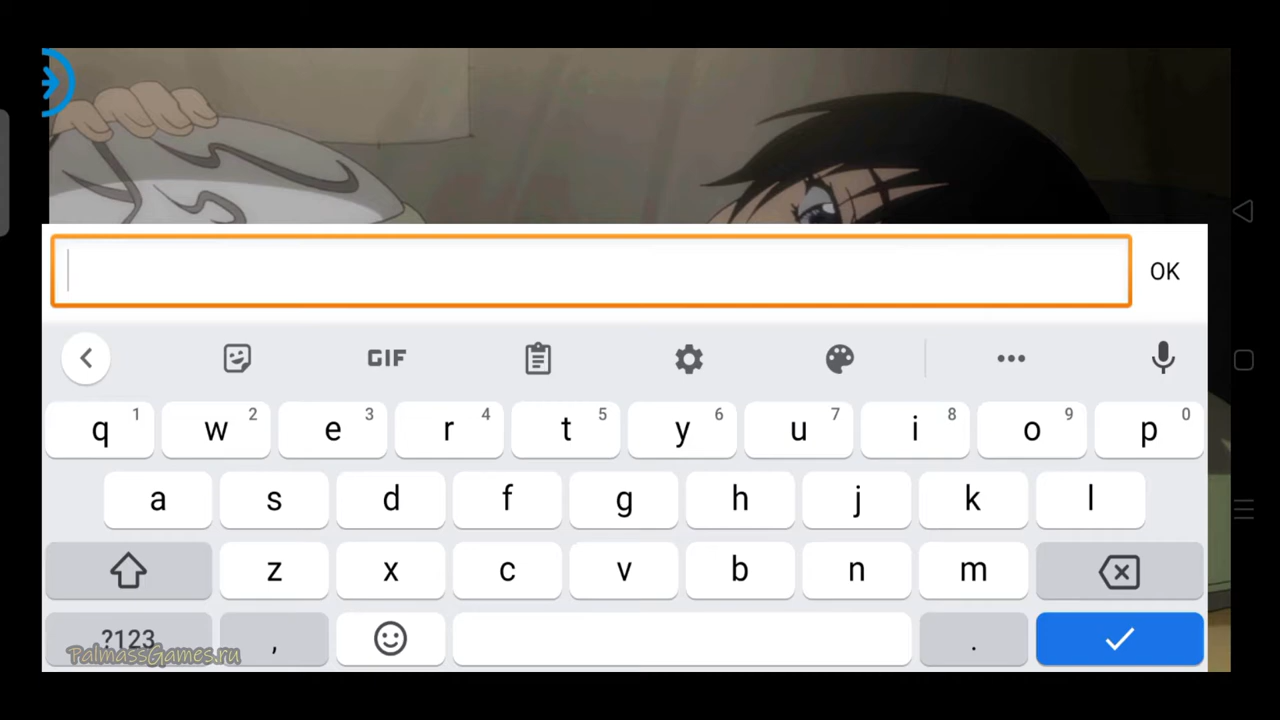 OK
GIF
q 1 w 2 e 3 r 4 t 5 y 6 u 7 i 8 o 9 p 0
a s d f g h j k l
z x c v b n m
?123 , .
PalmassGames.ru